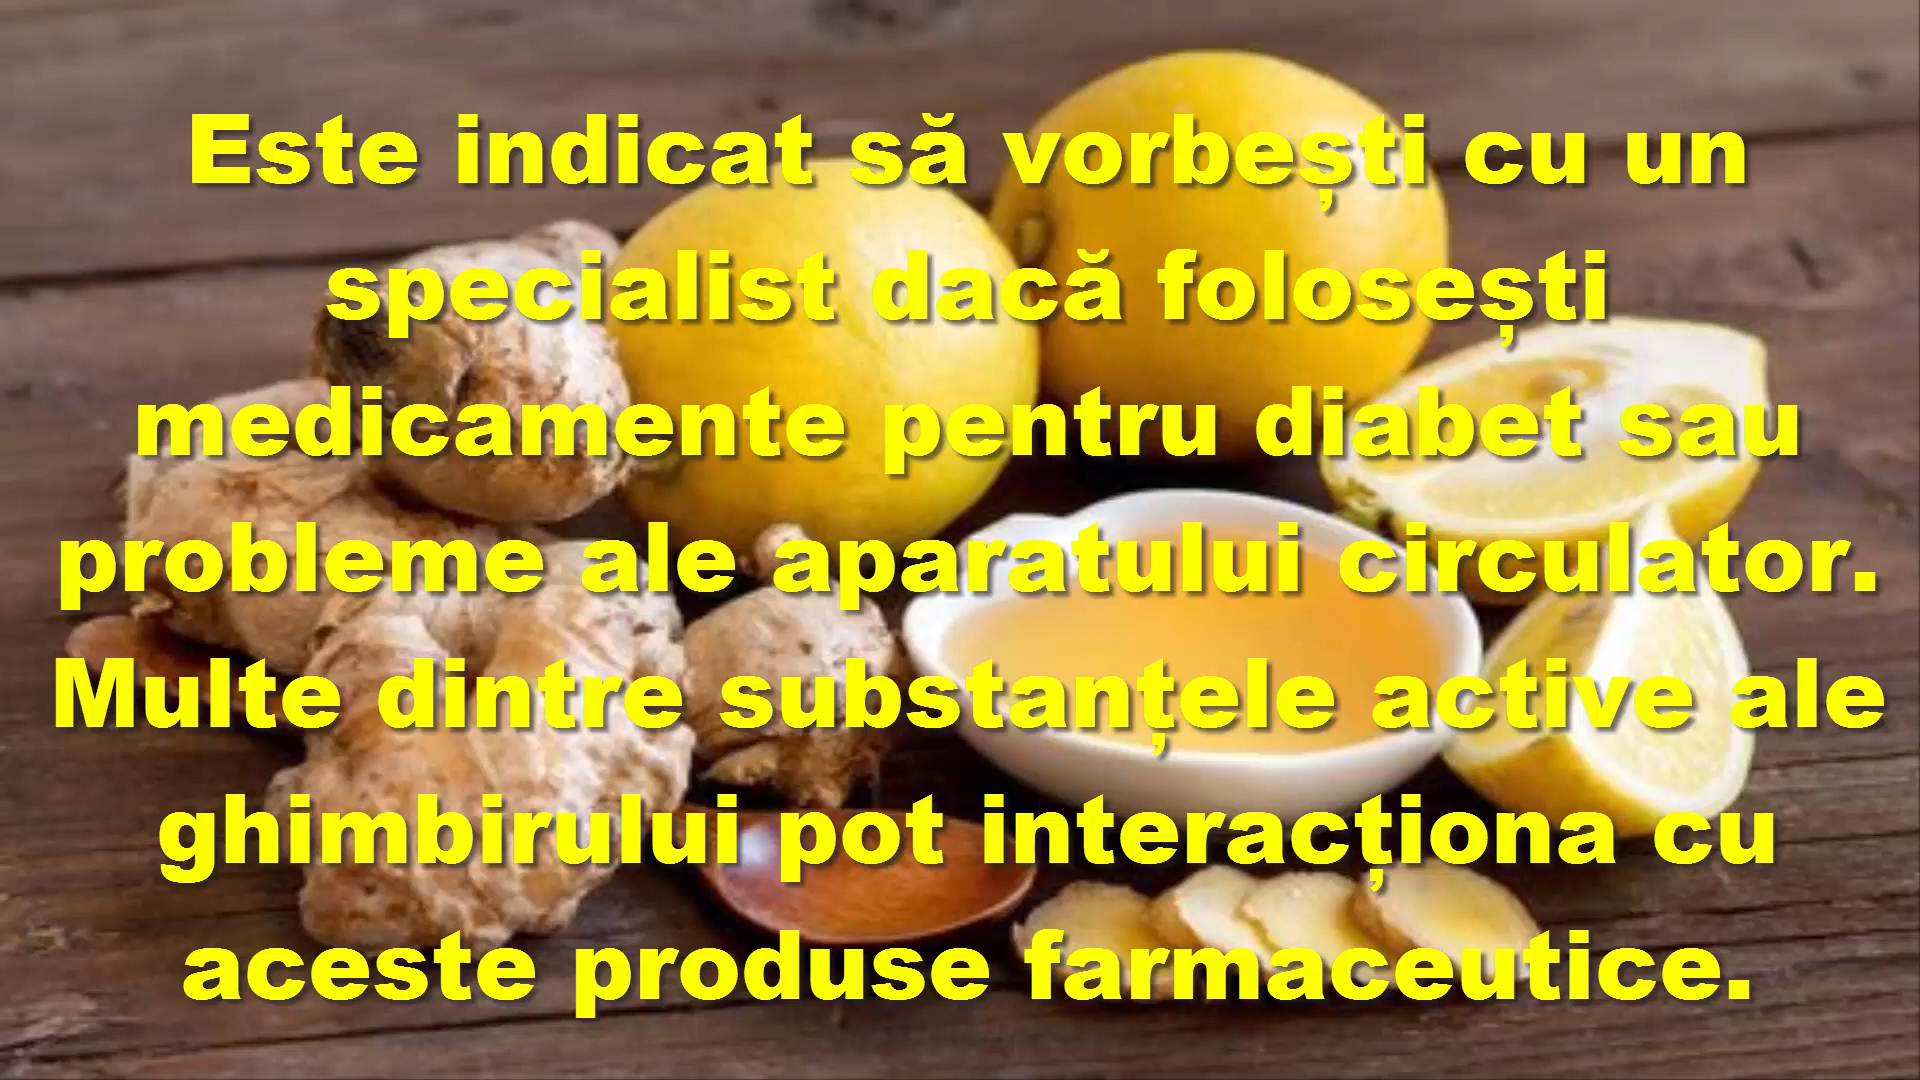 Este indicat să vorbești cu un
specialist dacă folosești
medicamente pentru diabet sau
probleme ale aparatului circulator.
Multe dintre substanțele active ale
ghimbirului pot interacționa cu
aceste produse farmaceutice.